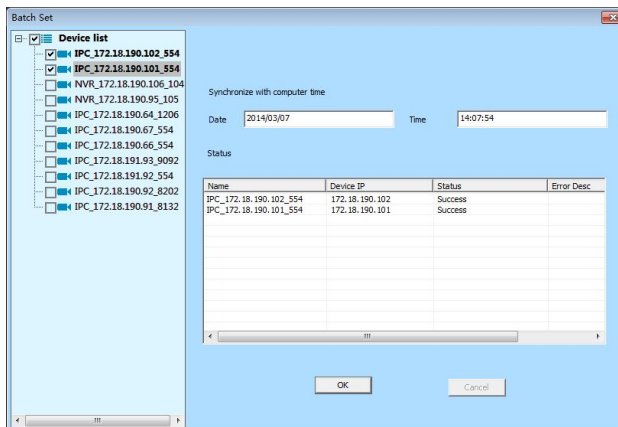 Batch Set
Device list
IPC_172.18.190.102_554
IPC_172.18.190.101_554
NVR_172.18.190.106_104
NVR_172.18.190.95_105
IPC_172.18.190.64_1206
IPC_172.18.190.67_554
IPC_172.18.190.66_554
IPC_172.18.191.93_9092
IPC_172.18.191.92_554
IPC_172.18.190.92_8202
IPC_172.18.190.91_8132
Synchronize with computer time
Date 2014/03/07 Time 14:07:54
Status
Name Device IP Status Error Desc
IPC_172.18.190.102_554 172.18.190.102 Success
IPC_172.18.190.101_554 172.18.190.101 Success
OK Cancel